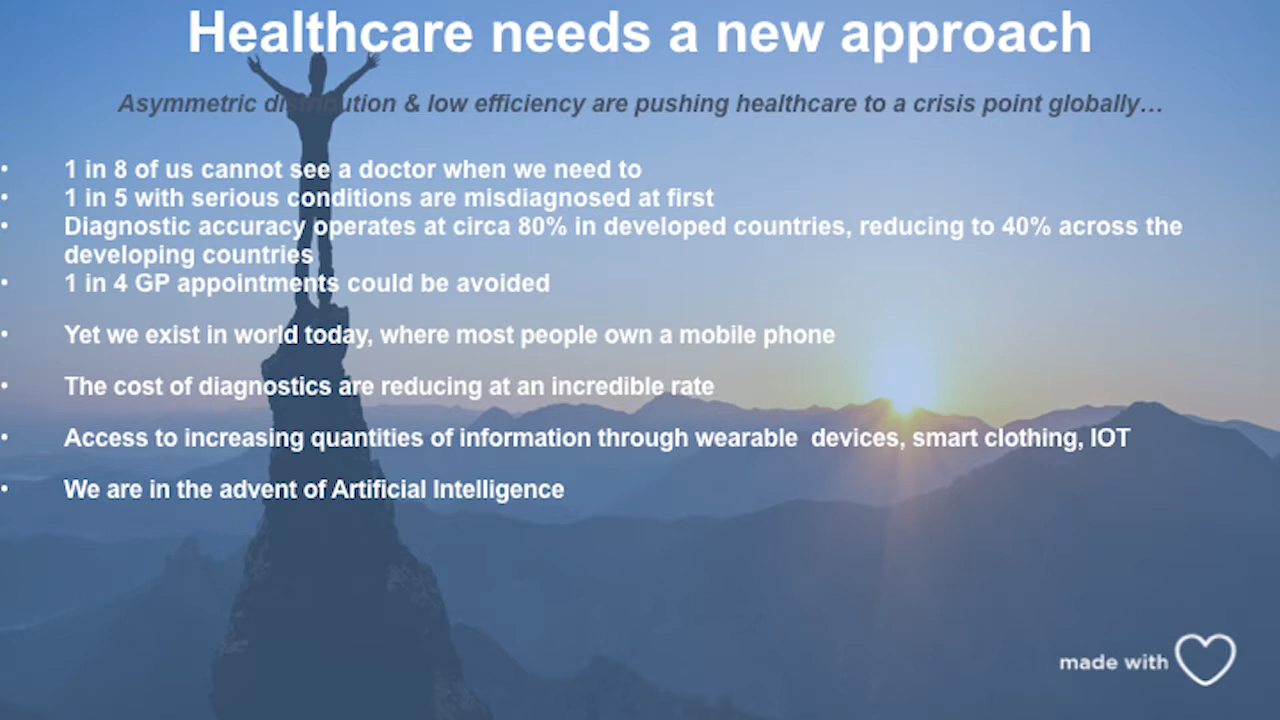 Healthcare needs a new approach
Asymmetric distribution & low efficiency are pushing healthcare to a crisis point globally…
• 1 in 8 of us cannot see a doctor when we need to
• 1 in 5 with serious conditions are misdiagnosed at first
• Diagnostic accuracy operates at circa 80% in developed countries, reducing to 40% across the
developing countries
• 1 in 4 GP appointments could be avoided
• Yet we exist in world today, where most people own a mobile phone
• The cost of diagnostics are reducing at an incredible rate
• Access to increasing quantities of information through wearable  devices, smart clothing, IOT
• We are in the advent of Artificial Intelligence
made with